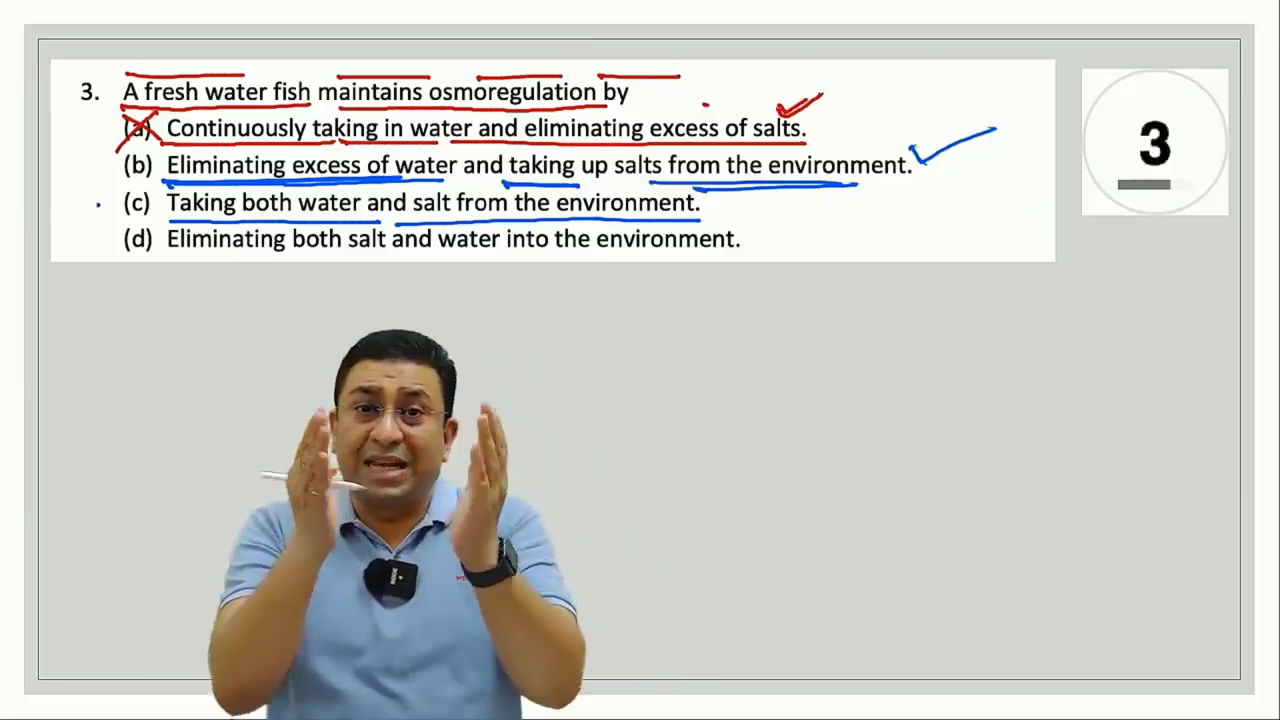 3. A fresh water fish maintains osmoregulation by
(a) Continuously taking in water and eliminating excess of salts.
(b) Eliminating excess of water and taking up salts from the environment.
(c) Taking both water and salt from the environment.
(d) Eliminating both salt and water into the environment.
3